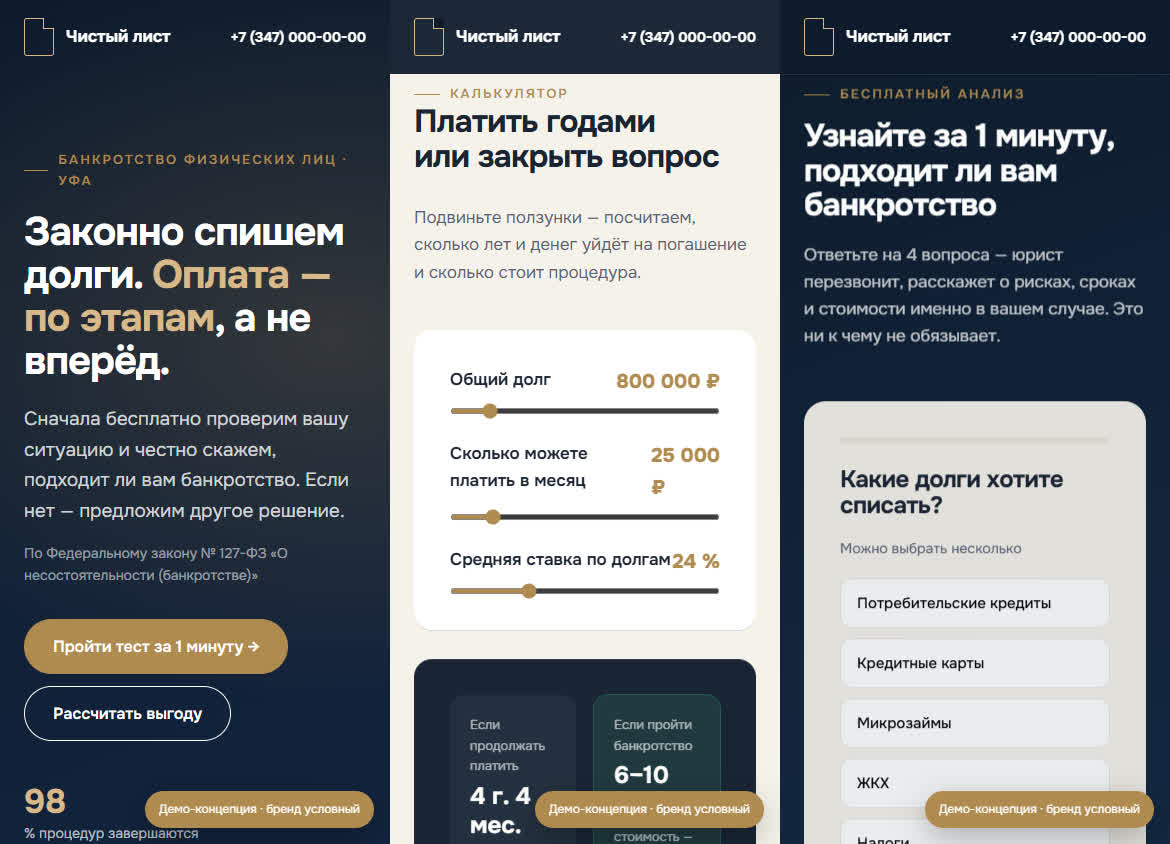 Чистый лист
+7 (347) 000-00-00
БАНКРОТСТВО ФИЗИЧЕСКИХ ЛИЦ ·
УФА
Законно спишем
долги. Оплата —
по этапам, а не
вперёд.
Сначала бесплатно проверим вашу
ситуацию и честно скажем,
подходит ли вам банкротство. Если
нет — предложим другое решение.
По Федеральному закону № 127-ФЗ «О
несостоятельности (банкротстве)»
Пройти тест за 1 минуту →
Рассчитать выгоду
98
% процедур завершаются
Демо-концепция · бренд условный
Чистый лист
+7 (347) 000-00-00
КАЛЬКУЛЯТОР
Платить годами
или закрыть вопрос
Подвиньте ползунки — посчитаем,
сколько лет и денег уйдёт на погашение
и сколько стоит процедура.
Общий долг
800 000 ₽
Сколько можете
платить в месяц
25 000
₽
Средняя ставка по долгам
24 %
Если
продолжать
платить
4 г. 4
мес.
Если пройти
банкротство
6–10
стоимость —
Демо-концепция · бренд условный
Чистый лист
+7 (347) 000-00-00
БЕСПЛАТНЫЙ АНАЛИЗ
Узнайте за 1 минуту,
подходит ли вам
банкротство
Ответьте на 4 вопроса — юрист
перезвонит, расскажет о рисках, сроках
и стоимости именно в вашем случае. Это
ни к чему не обязывает.
Какие долги хотите
списать?
Можно выбрать несколько
Потребительские кредиты
Кредитные карты
Микрозаймы
ЖКХ
Налоги
Демо-концепция · бренд условный